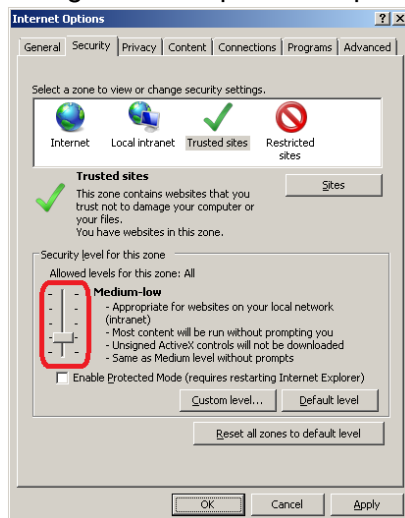 Internet Options
General Security Privacy Content Connections Programs Advanced
Select a zone to view or change security settings.
Internet Local intranet Trusted sites Restricted
sites
Trusted sites
Sites
This zone contains websites that you
trust not to damage your computer or
your files.
You have websites in this zone.
Security level for this zone
Allowed levels for this zone: All
Medium-low
- Appropriate for websites on your local network
(intranet)
- Most content will be run without prompting you
- Unsigned ActiveX controls will not be downloaded
- Same as Medium level without prompts
Enable Protected Mode (requires restarting Internet Explorer)
Custom level... Default level
Reset all zones to default level
OK Cancel Apply